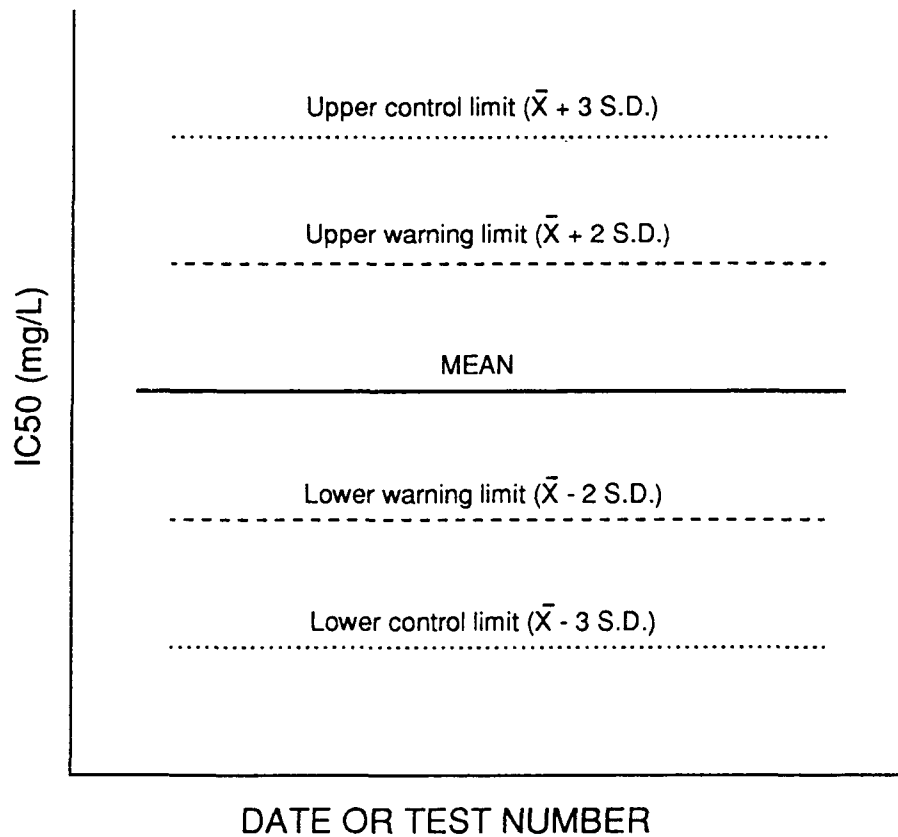 Upper control limit (X̄ + 3 S.D.)
Upper warning limit (X̄ + 2 S.D.)
MEAN
Lower warning limit (X̄ - 2 S.D.)
Lower control limit (X̄ - 3 S.D.)
IC50 (mg/L)
DATE OR TEST NUMBER